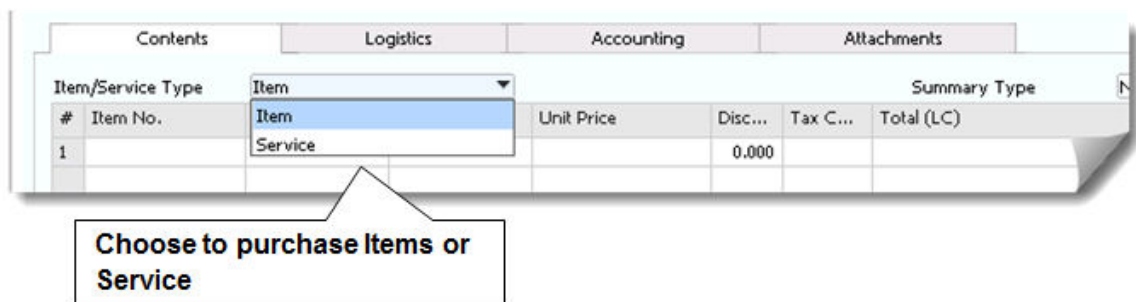 Contents Logistics Accounting Attachments
Item/Service Type Item Summary Type N
# Item No. Item Unit Price Disc... Tax C... Total (LC)
1 Service 0.000
Choose to purchase Items or
Service